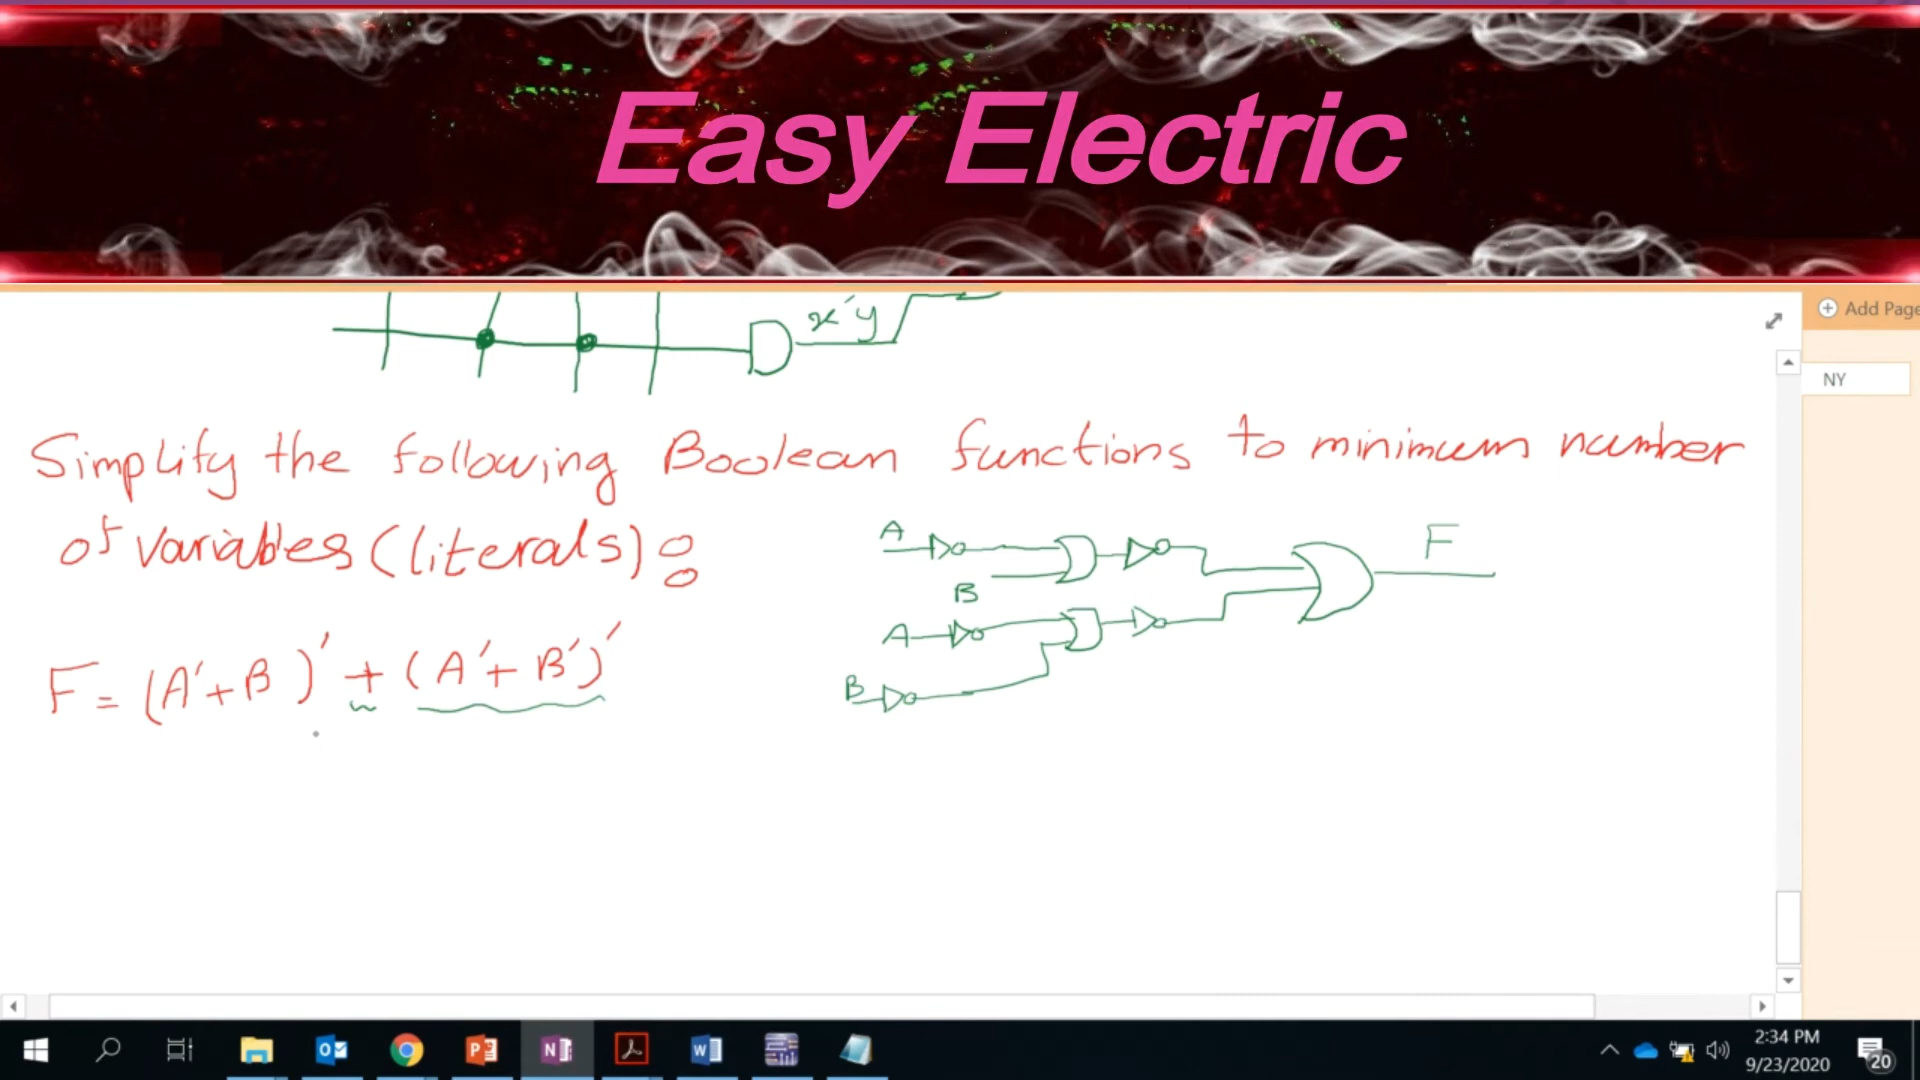 Easy Electric
Add Page
NY
x'y
Simplify the following Boolean functions to minimum number
of variables (literals):
A
B
A
B
F
F = (A'+B)' + (A'+B')'
2:34 PM
9/23/2020
20